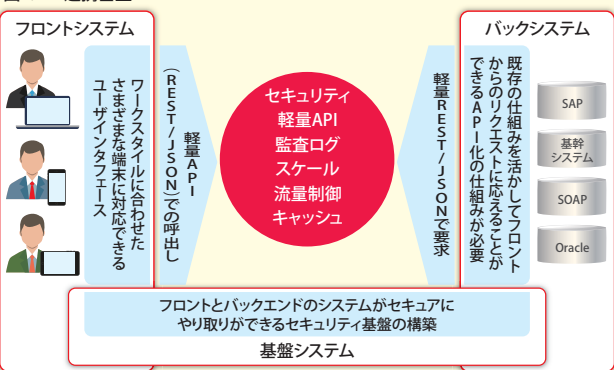 フロントシステム
ワークスタイルに合わせた
さまざまな端末に対応できる
ユーザインタフェース
軽量API
(REST/JSON)での呼出し
セキュリティ
軽量API
監査ログ
スケール
流量制御
キャッシュ
軽量REST/JSONで要求
バックシステム
既存の仕組みを活かしてフロント
からのリクエストに応えることが
できるAPI化の仕組みが必要
SAP
基幹
システム
SOAP
Oracle
フロントとバックエンドのシステムがセキュアに
やり取りができるセキュリティ基盤の構築
基盤システム